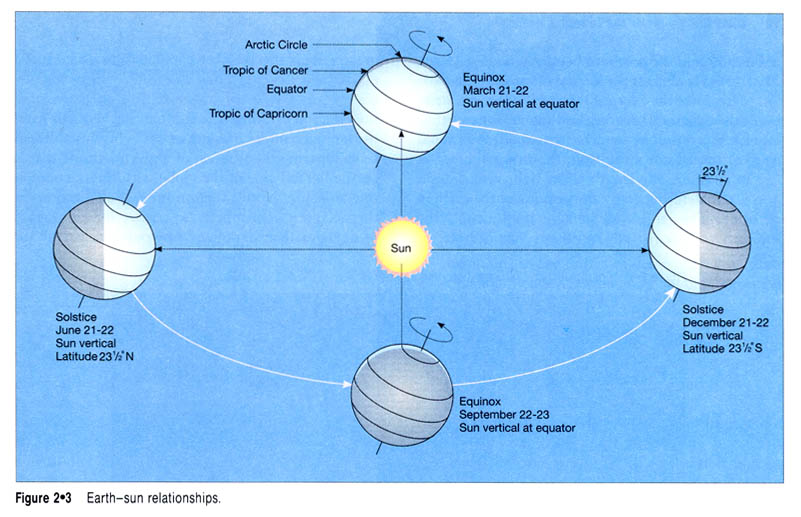 Arctic Circle
Tropic of Cancer
Equator
Tropic of Capricorn
Equinox
March 21-22
Sun vertical at equator
23½°
Sun
Solstice
June 21-22
Sun vertical
Latitude 23½°N
Solstice
December 21-22
Sun vertical
Latitude 23½°S
Equinox
September 22-23
Sun vertical at equator
Figure 2•3 Earth–sun relationships.